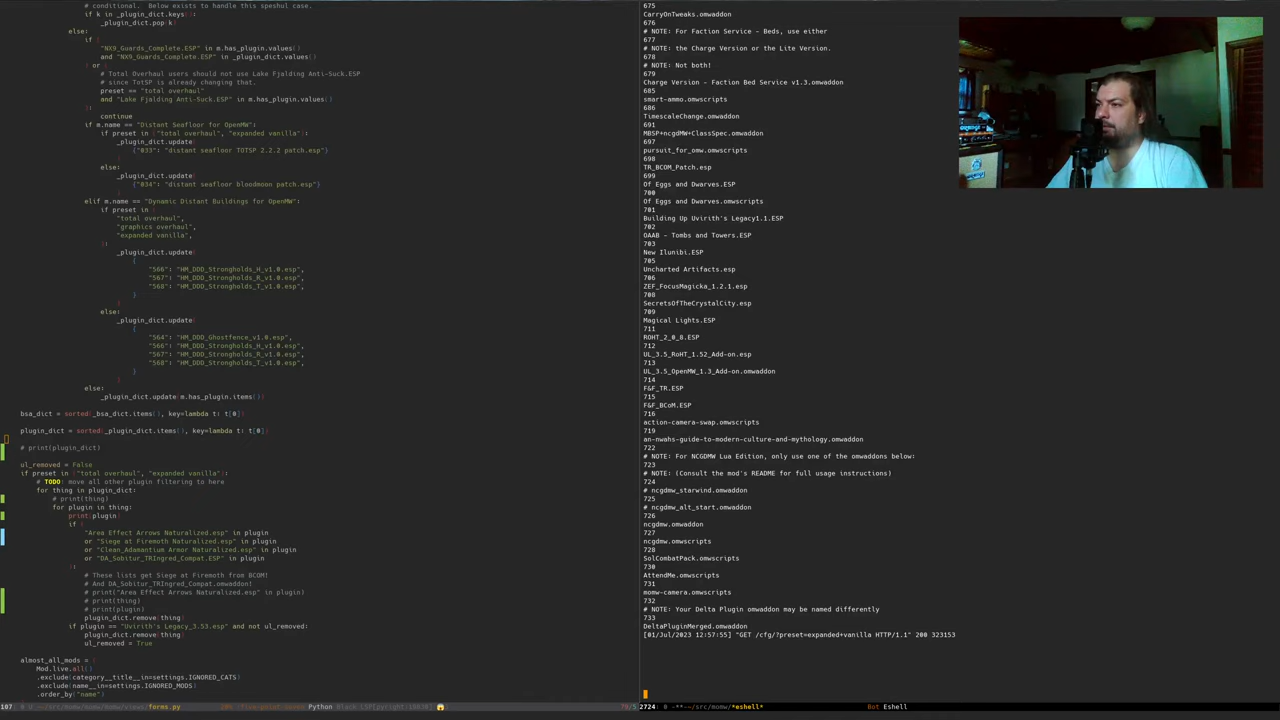 # conditional.  Below exists to handle this speshul case.
if k in _plugin_dict.keys():
_plugin_dict.pop(k)
else:
if (
"NX9_Guards_Complete.ESP" in m.has_plugin.values()
and "NX9_Guards_Complete.ESP" in _plugin_dict.values()
) or (
# Total Overhaul users should not use Lake Fjalding Anti-Suck.ESP
# since TotSP is already changing that.
preset == "total overhaul"
and "Lake Fjalding Anti-Suck.ESP" in m.has_plugin.values()
):
continue
if m.name == "Distant Seafloor for OpenMW":
if preset in ("total overhaul", "expanded vanilla"):
_plugin_dict.update(
{"033": "distant seafloor TOTSP 2.2.2 patch.esp"}
)
else:
_plugin_dict.update(
{"034": "distant seafloor bloodmoon patch.esp"}
)
elif m.name == "Dynamic Distant Buildings for OpenMW":
if preset in (
"total overhaul",
"graphics overhaul",
"expanded vanilla",
):
_plugin_dict.update(
{
"566": "HM_DDD_Strongholds_H_v1.0.esp",
"567": "HM_DDD_Strongholds_R_v1.0.esp",
"568": "HM_DDD_Strongholds_T_v1.0.esp",
}
)
else:
_plugin_dict.update(
{
"564": "HM_DDD_Ghostfence_v1.0.esp",
"566": "HM_DDD_Strongholds_H_v1.0.esp",
"567": "HM_DDD_Strongholds_R_v1.0.esp",
"568": "HM_DDD_Strongholds_T_v1.0.esp",
}
)
else:
_plugin_dict.update(m.has_plugin.items())
bsa_dict = sorted(_bsa_dict.items(), key=lambda t: t[0])
plugin_dict = sorted(_plugin_dict.items(), key=lambda t: t[0])
# print(plugin_dict)
ul_removed = False
if preset in ("total overhaul", "expanded vanilla"):
# TODO: move all other plugin filtering to here
for thing in plugin_dict:
# print(thing)
for plugin in thing:
print(plugin)
if (
"Area Effect Arrows Naturalized.esp" in plugin
or "Siege at Firemoth Naturalized.esp" in plugin
or "Clean_Adamantium Armor Naturalized.esp" in plugin
or "DA_Sobitur_TRIngred_Compat.ESP" in plugin
):
# These lists get Siege at Firemoth from BCOM!
# And DA_Sobitur_TRIngred_Compat.omwaddon!
# print("Area Effect Arrows Naturalized.esp" in plugin)
# print(thing)
# print(plugin)
plugin_dict.remove(thing)
if plugin == "Uvirith's Legacy_3.53.esp" and not ul_removed:
plugin_dict.remove(thing)
ul_removed = True
almost_all_mods = (
Mod.live.all()
.exclude(category__title__in=settings.IGNORED_CATS)
.exclude(name__in=settings.IGNORED_MODS)
.order_by("name")
forms.py
Python
675
CarryOnTweaks.omwaddon
676
# NOTE: For Faction Service - Beds, use either
677
# NOTE: the Charge Version or the Lite Version.
678
# NOTE: Not both!
679
Charge Version - Faction Bed Service v1.3.omwaddon
685
smart-ammo.omwscripts
686
TimescaleChange.omwaddon
691
MBSP+ncgdMW+ClassSpec.omwaddon
697
pursuit_for_omw.omwscripts
698
TR_BCOM_Patch.esp
699
Of Eggs and Dwarves.ESP
700
Of Eggs and Dwarves.omwscripts
701
Building Up Uvirith's Legacy1.1.ESP
702
OAAB - Tombs and Towers.ESP
703
New Ilunibi.ESP
705
Uncharted Artifacts.esp
706
ZEF_FocusMagicka_1.2.1.esp
708
SecretsOfTheCrystalCity.esp
709
Magical Lights.ESP
711
ROHT_2_0_8.ESP
712
UL_3.5_RoHT_1.52_Add-on.esp
713
UL_3.5_OpenMW_1.3_Add-on.omwaddon
714
F&F_TR.ESP
715
F&F_BCoM.ESP
716
action-camera-swap.omwscripts
719
an-nwahs-guide-to-modern-culture-and-mythology.omwaddon
722
# NOTE: For NCGDMW Lua Edition, only use one of the omwaddons below:
723
# NOTE: (Consult the mod's README for full usage instructions)
724
# ncgdmw_starwind.omwaddon
725
# ncgdmw_alt_start.omwaddon
726
ncgdmw.omwaddon
727
ncgdmw.omwscripts
728
SolCombatPack.omwscripts
730
AttendMe.omwscripts
731
momw-camera.omwscripts
732
# NOTE: Your Delta Plugin omwaddon may be named differently
733
DeltaPluginMerged.omwaddon
[01/Jul/2023 12:57:55] "GET /cfg/?preset=expanded+vanilla HTTP/1.1" 200 323153
2724: 0 -**-~/src/momw/*eshell* Bot Eshell